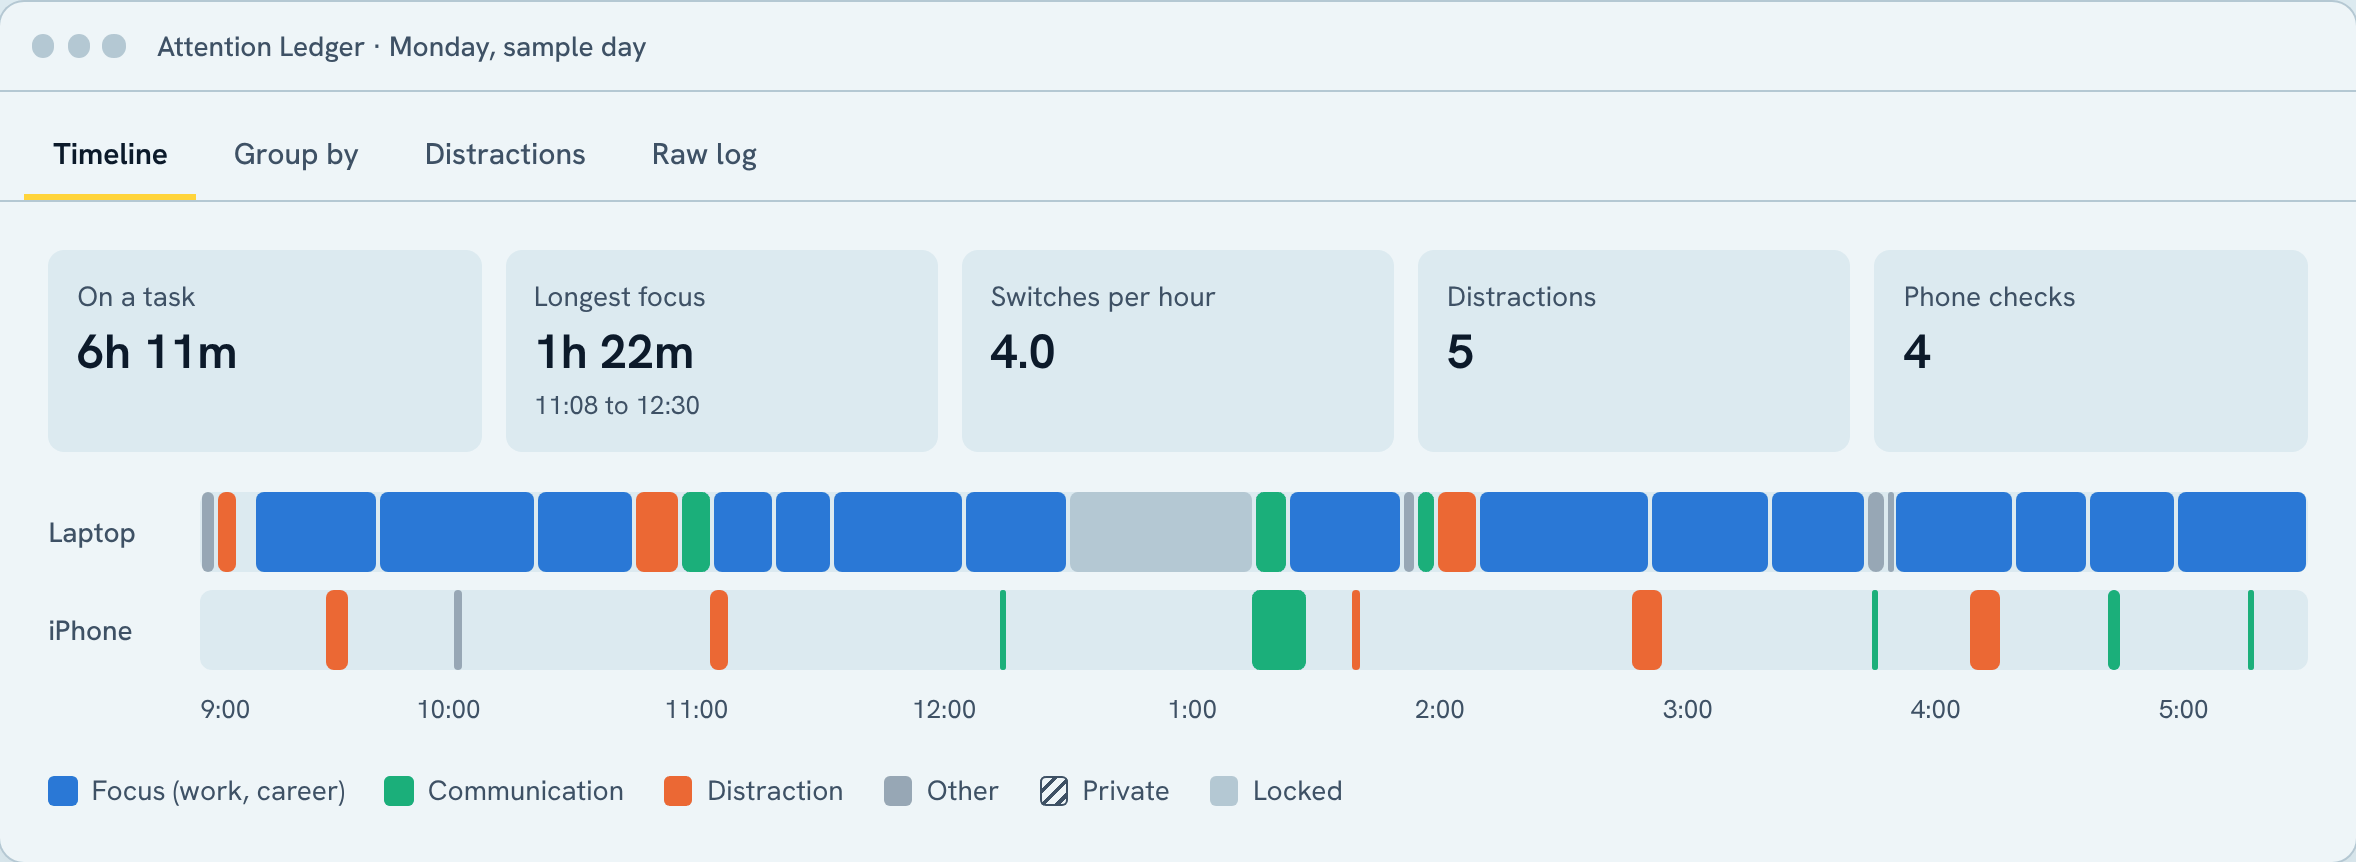 Attention Ledger · Monday, sample day
Timeline Group by Distractions Raw log
On a task
6h 11m
Longest focus
1h 22m
11:08 to 12:30
Switches per hour
4.0
Distractions
5
Phone checks
4
Laptop
iPhone
9:00 10:00 11:00 12:00 1:00 2:00 3:00 4:00 5:00
Focus (work, career) Communication Distraction Other Private Locked